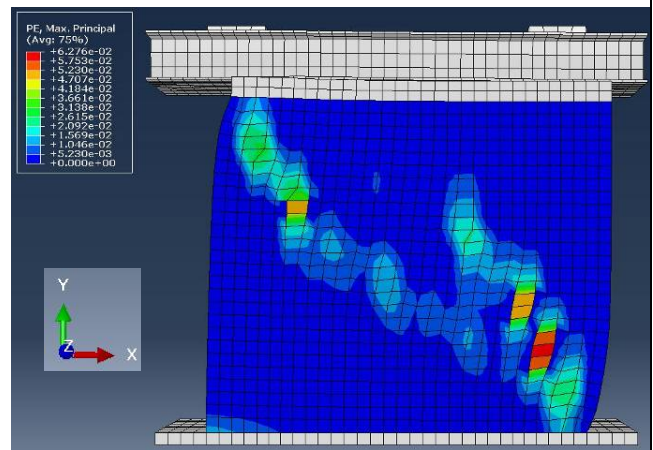 PE, Max. Principal
(Avg: 75%)
+6.276e-02
+5.753e-02
+5.230e-02
+4.707e-02
+4.184e-02
+3.661e-02
+3.138e-02
+2.615e-02
+2.092e-02
+1.569e-02
+1.046e-02
+5.230e-03
+0.000e+00
Y
Z
X